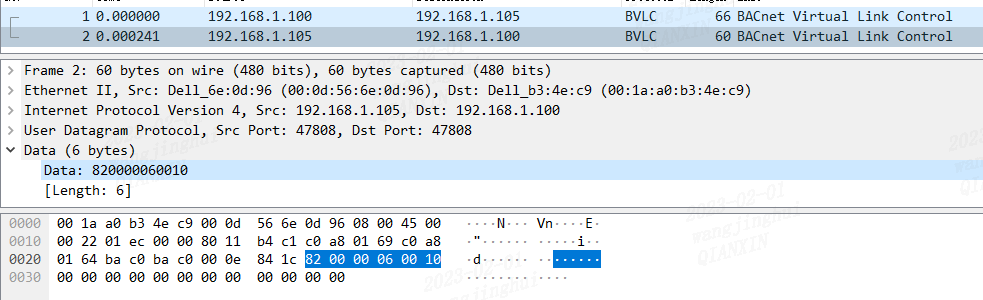 1 0.000000 192.168.1.100 192.168.1.105 BVLC 66 BACnet Virtual Link Control
2 0.000241 192.168.1.105 192.168.1.100 BVLC 60 BACnet Virtual Link Control
Frame 2: 60 bytes on wire (480 bits), 60 bytes captured (480 bits)
Ethernet II, Src: Dell_6e:0d:96 (00:0d:56:6e:0d:96), Dst: Dell_b3:4e:c9 (00:1a:a0:b3:4e:c9)
Internet Protocol Version 4, Src: 192.168.1.105, Dst: 192.168.1.100
User Datagram Protocol, Src Port: 47808, Dst Port: 47808
Data (6 bytes)
Data: 820000060010
[Length: 6]
0000 00 1a a0 b3 4e c9 00 0d 56 6e 0d 96 08 00 45 00 ····N··· Vn····E·
0010 00 22 01 ec 00 00 80 11 b4 c1 c0 a8 01 69 c0 a8 ·"······ ·····i··
0020 01 64 ba c0 ba c0 00 0e 84 1c 82 00 00 06 00 10 ·d······ ········
0030 00 00 00 00 00 00 00 00 00 00 00 00 ········ ····
2023-02-01
wangjinghui
QIANXIN